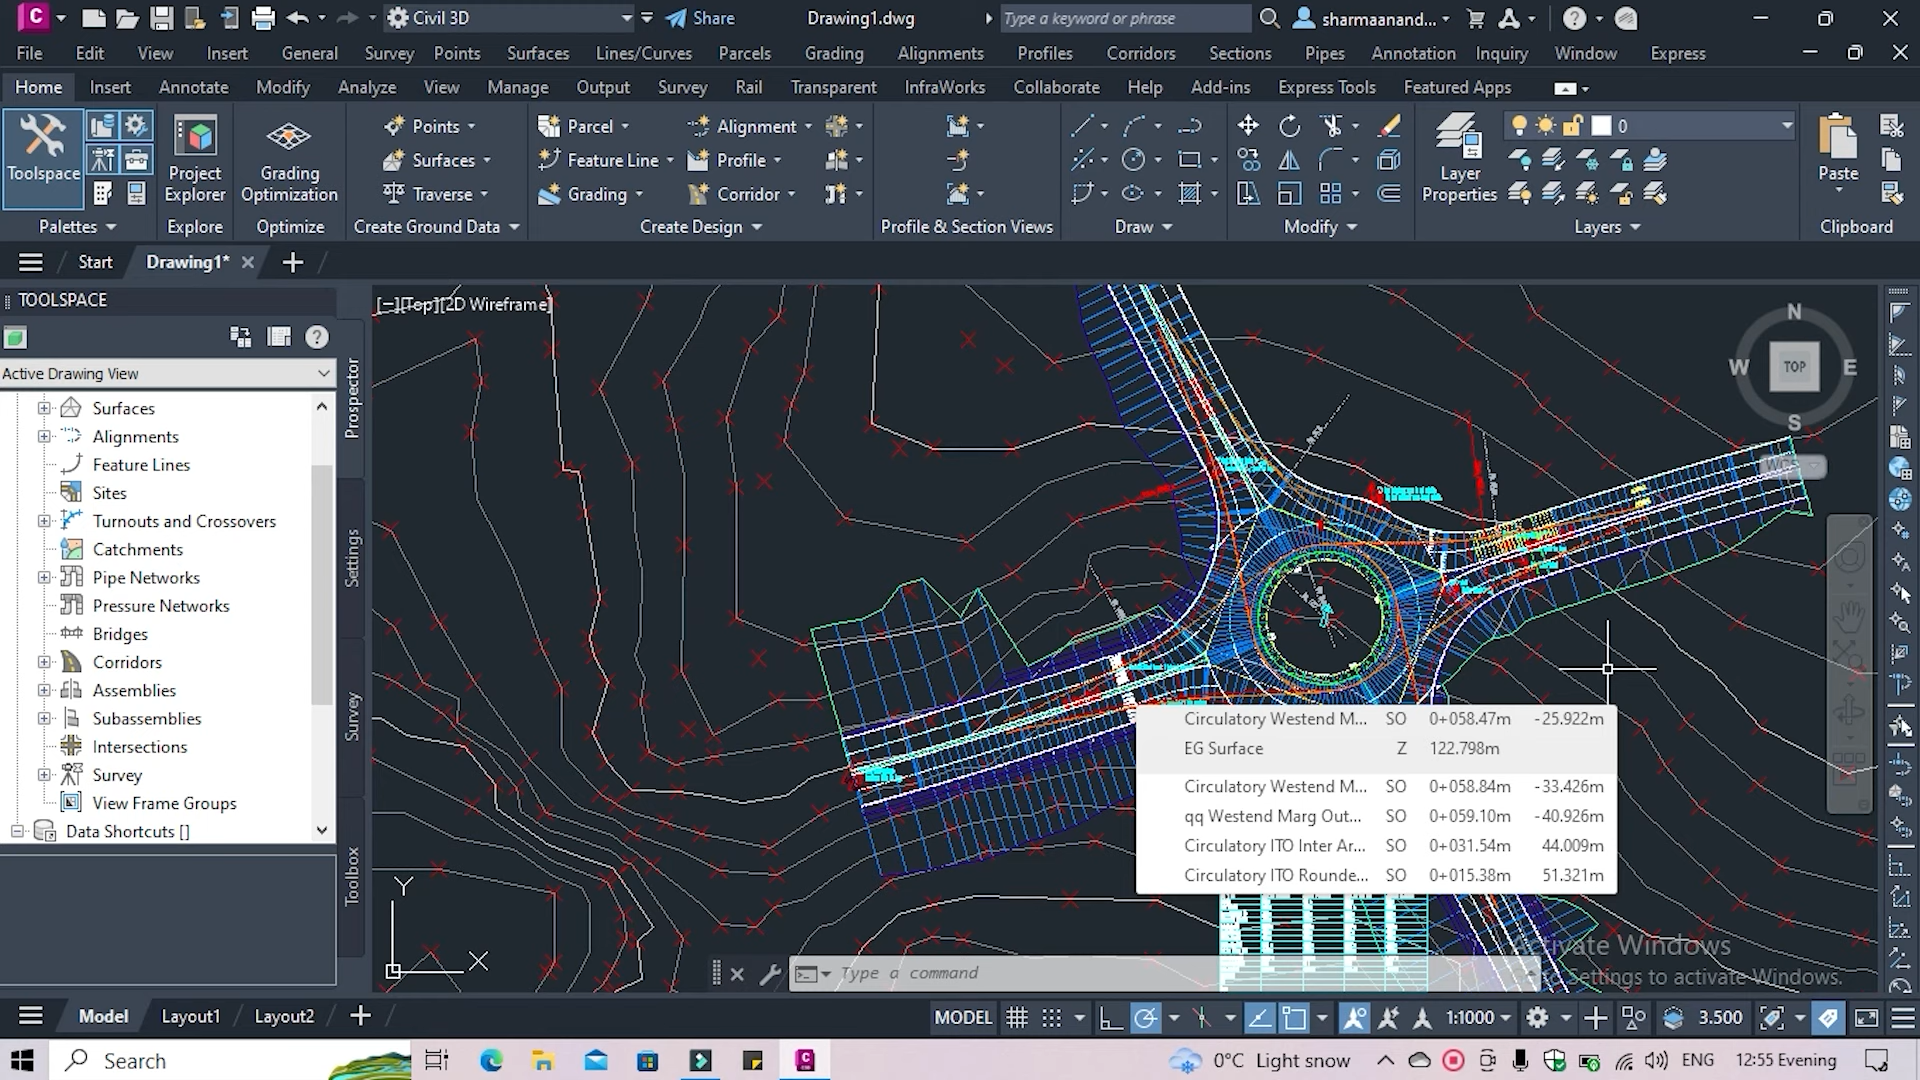 Civil 3D Share Drawing1.dwg Type a keyword or phrase sharmaanand...
File Edit View Insert General Survey Points Surfaces Lines/Curves Parcels Grading Alignments Profiles Corridors Sections Pipes Annotation Inquiry Window Express
Home Insert Annotate Modify Analyze View Manage Output Survey Rail Transparent InfraWorks Collaborate Help Add-ins Express Tools Featured Apps
Toolspace
Project
Explorer
Grading
Optimization
Points
Surfaces
Traverse
Parcel
Feature Line
Grading
Alignment
Profile
Corridor
Layer
Properties
0
Paste
Palettes Explore Optimize Create Ground Data Create Design Profile & Section Views Draw Modify Layers Clipboard
Start Drawing1*
TOOLSPACE
[−][Top][2D Wireframe]
Active Drawing View
Surfaces
Alignments
Feature Lines
Sites
Turnouts and Crossovers
Catchments
Pipe Networks
Pressure Networks
Bridges
Corridors
Assemblies
Subassemblies
Intersections
Survey
View Frame Groups
Data Shortcuts []
Prospector
Settings
Survey
Toolbox
N
W TOP E
S
Circulatory Westend M... SO 0+058.47m -25.922m
EG Surface Z 122.798m
Circulatory Westend M... SO 0+058.84m -33.426m
qq Westend Marg Out... SO 0+059.10m -40.926m
Circulatory ITO Inter Ar... SO 0+031.54m 44.009m
Circulatory ITO Rounde... SO 0+015.38m 51.321m
Y
X
Type a command
Activate Windows
Settings to activate Windows.
Model Layout1 Layout2
MODEL 1:1000 3.500
Search 0°C Light snow ENG 12:55 Evening